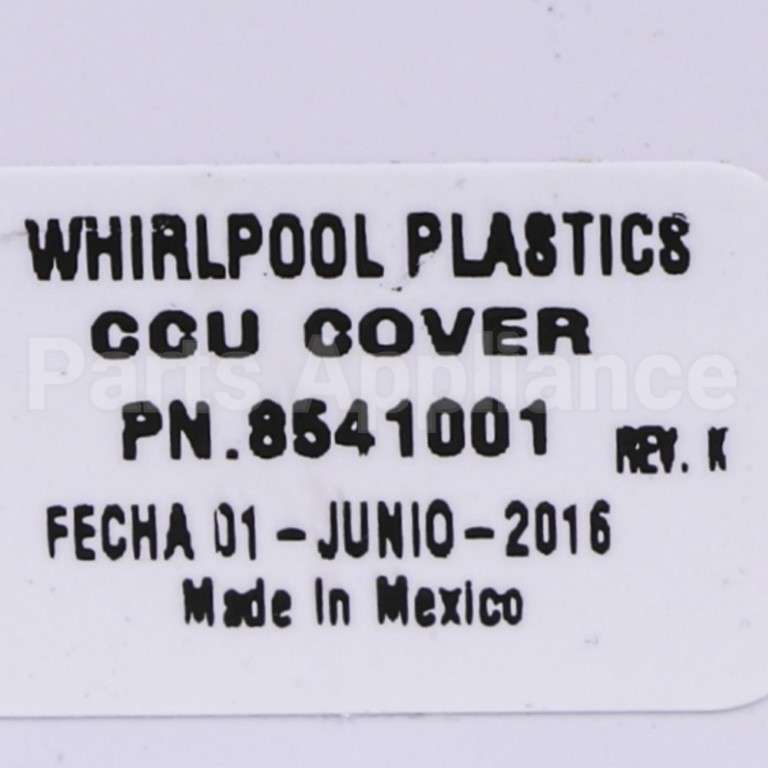 WHIRLPOOL PLASTICS
CCU COVER
Parts Appliance
PN.8541001 REV. K
FECHA 01-JUNIO-2016
Made In Mexico